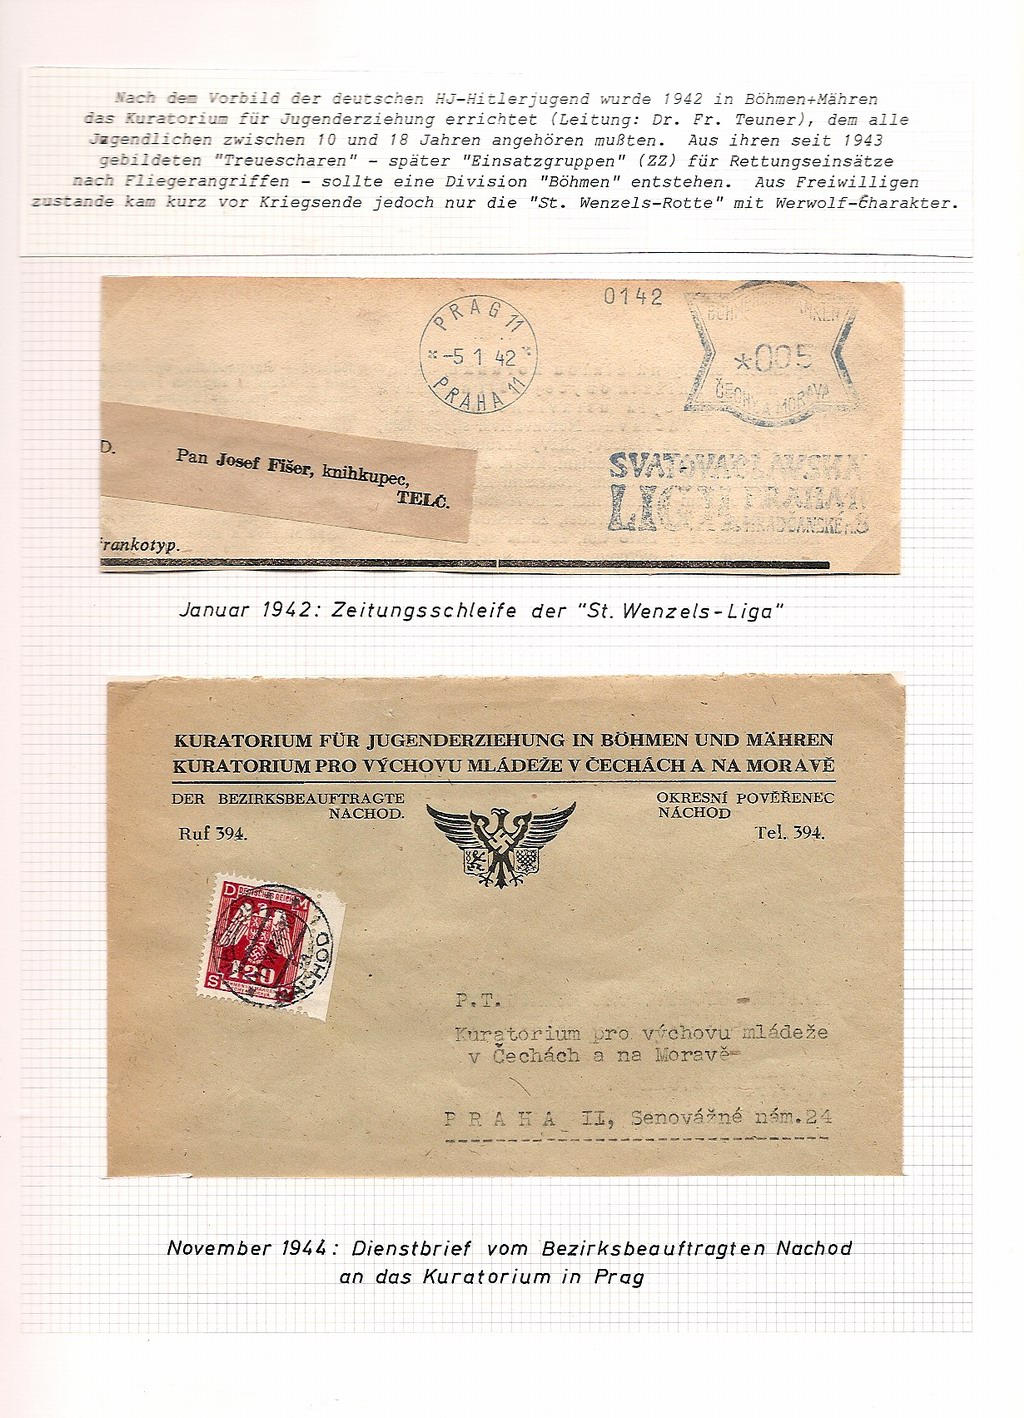 Nach dem Vorbild der deutschen HJ-Hitlerjugend wurde 1942 in Böhmen+Mähren
das Kuratorium für Jugenderziehung errichtet (Leitung: Dr. Fr. Teuner), dem alle
Jugendlichen zwischen 10 und 18 Jahren angehören mußten. Aus ihren seit 1943
gebildeten "Treuescharen" - später "Einsatzgruppen" (ZZ) für Rettungseinsätze
nach Fliegerangriffen - sollte eine Division "Böhmen" entstehen. Aus Freiwilligen
zustande kam kurz vor Kriegsende jedoch nur die "St. Wenzels-Rotte" mit Werwolf-Charakter.
0142
PRAG 11
-5.1 42
PRAHA 11
*005
ČECHY A MORAVA
D.
Pan Josef Fišer, knihkupec,
TELČ.
LIGA
frankotyp.
Januar 1942: Zeitungsschleife der "St. Wenzels-Liga"
KURATORIUM FÜR JUGENDERZIEHUNG IN BÖHMEN UND MÄHREN
KURATORIUM PRO VÝCHOVU MLÁDEŽE V ČECHÁCH A NA MORAVĚ
DER BEZIRKSBEAUFTRAGTE
NACHOD.
Ruf 394.
OKRESNÍ POVĚŘENEC
NÁCHOD
Tel. 394.
D DEUTSCHES REICH M
1·20
S
NACHOD
P.T.
Kuratorium pro výchovu mládeže
v Čechách a na Moravě
PRAHA II, Senovážné nám.24
November 1944: Dienstbrief vom Bezirksbeauftragten Nachod
an das Kuratorium in Prag